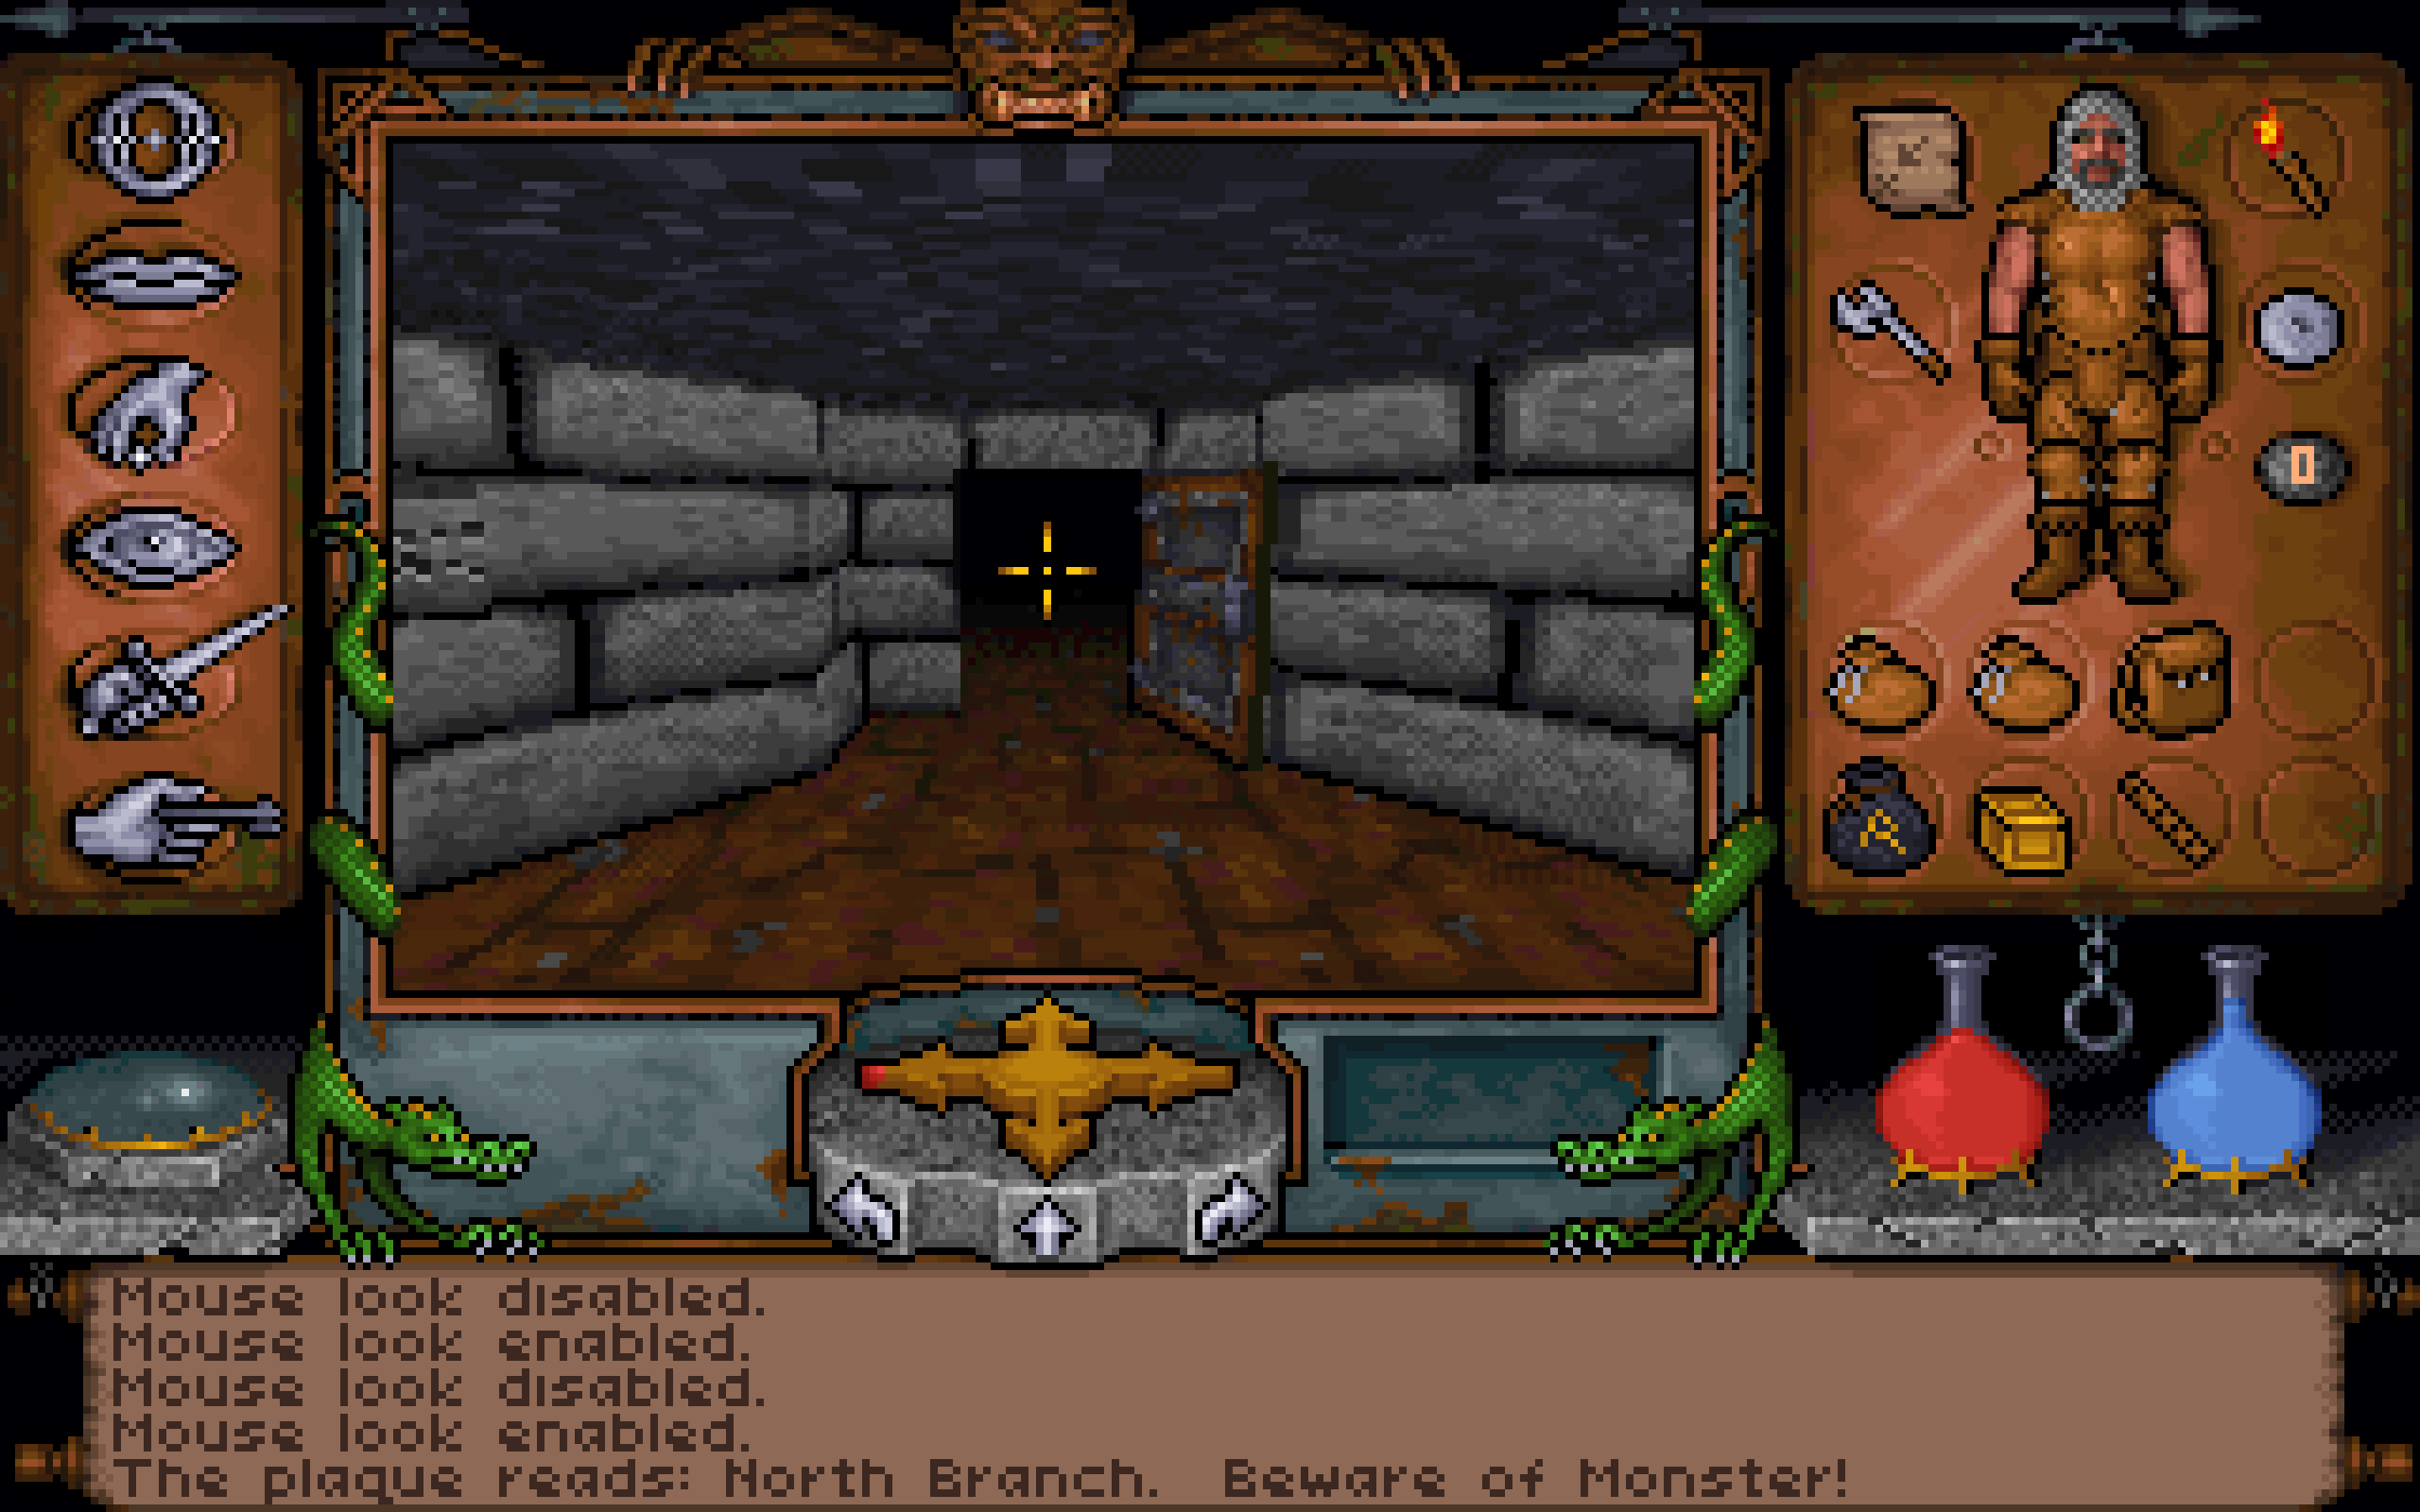 0
Mouse look disabled.
Mouse look enabled.
Mouse look disabled.
Mouse look enabled.
The plaque reads: North Branch.  Beware of Monster!